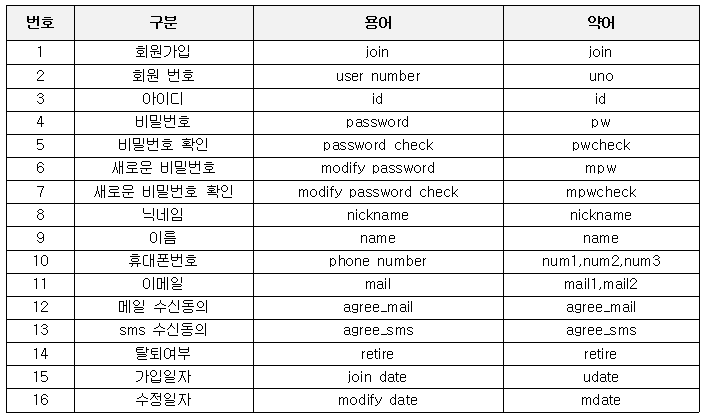 번호 구분 용어 약어
1 회원가입 join join
2 회원 번호 user number uno
3 아이디 id id
4 비밀번호 password pw
5 비밀번호 확인 password check pwcheck
6 새로운 비밀번호 modify password mpw
7 새로운 비밀번호 확인 modify password check mpwcheck
8 닉네임 nickname nickname
9 이름 name name
10 휴대폰번호 phone number num1,num2,num3
11 이메일 mail mail1,mail2
12 메일 수신동의 agree_mail agree_mail
13 sms 수신동의 agree_sms agree_sms
14 탈퇴여부 retire retire
15 가입일자 join date udate
16 수정일자 modify date mdate